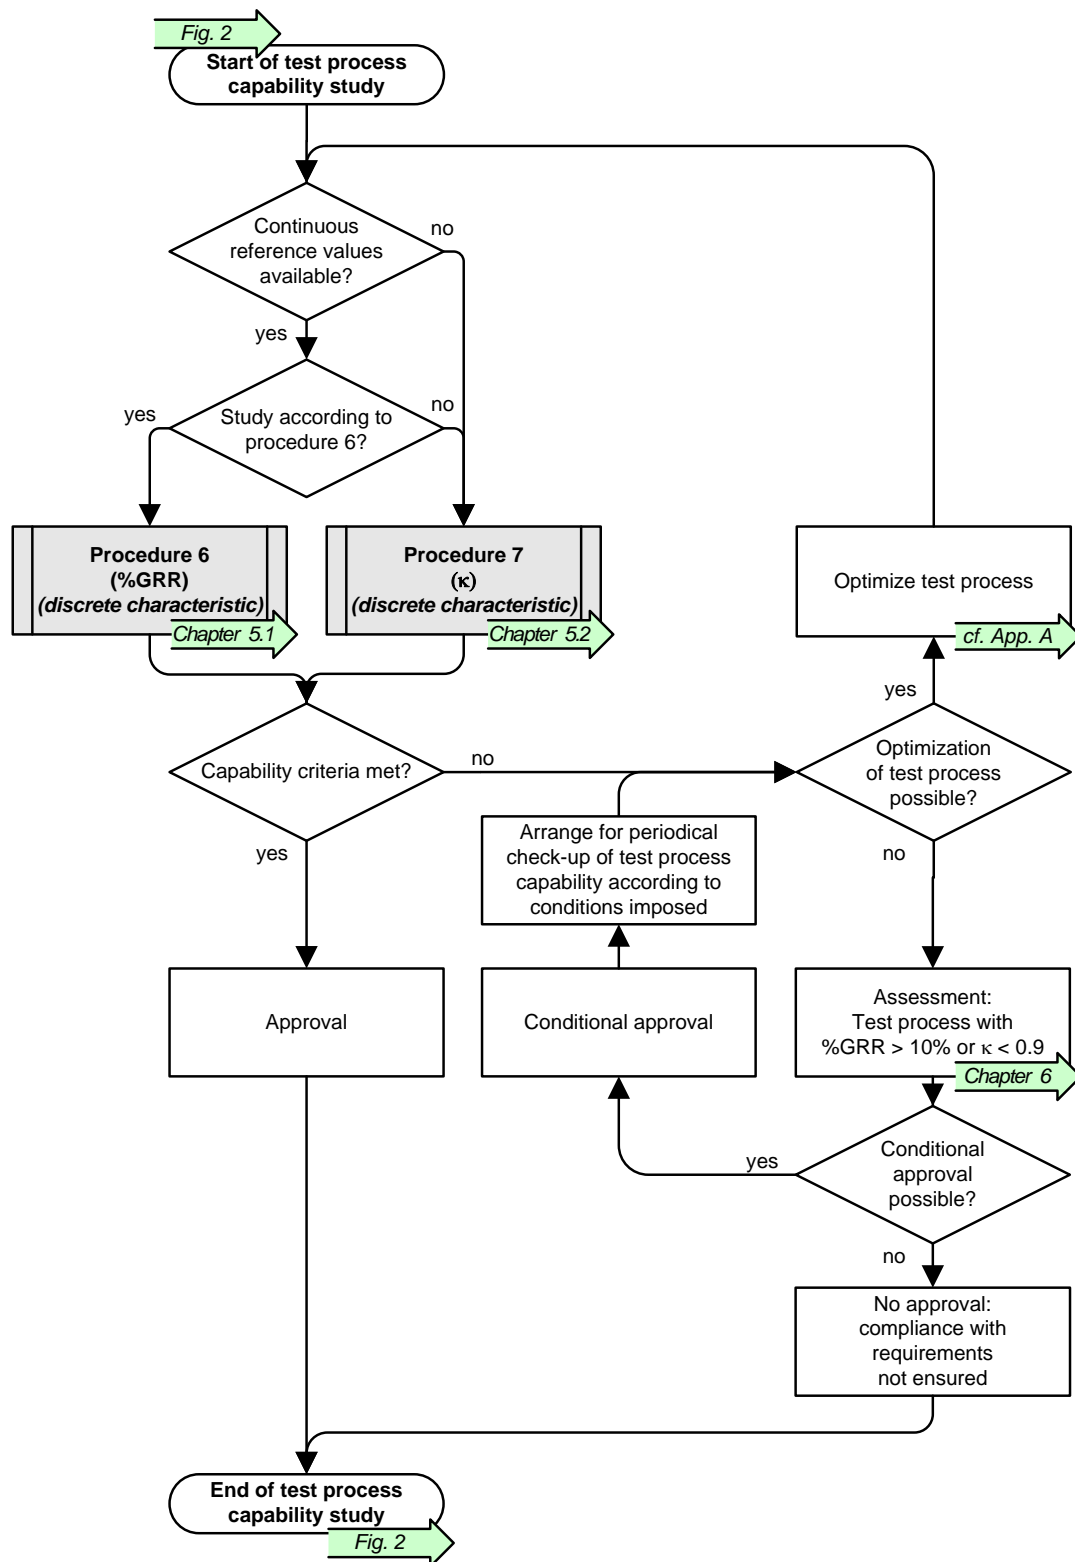 Fig. 2
Start of test process
capability study
Continuous
reference values
available?
no
yes
Study according to
procedure 6?
yes
no
Procedure 6
(%GRR)
(discrete characteristic)
Chapter 5.1
Procedure 7
(κ)
(discrete characteristic)
Chapter 5.2
Optimize test process
cf. App. A
yes
Capability criteria met?
no
Optimization
of test process
possible?
yes
no
Arrange for periodical
check-up of test process
capability according to
conditions imposed
Approval
Conditional approval
Assessment:
Test process with
%GRR > 10% or κ < 0.9
Chapter 6
Conditional
approval
possible?
yes
no
No approval:
compliance with
requirements
not ensured
End of test process
capability study
Fig. 2